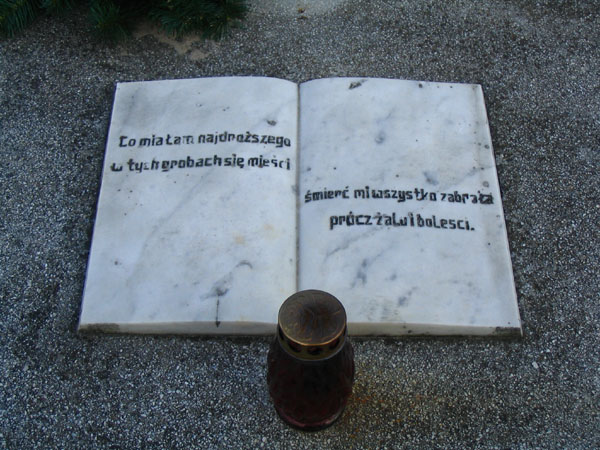 Co miałam najdroższego
w tych grobach się mieści
śmierć mi wszystko zabrała
prócz żalu i boleści.